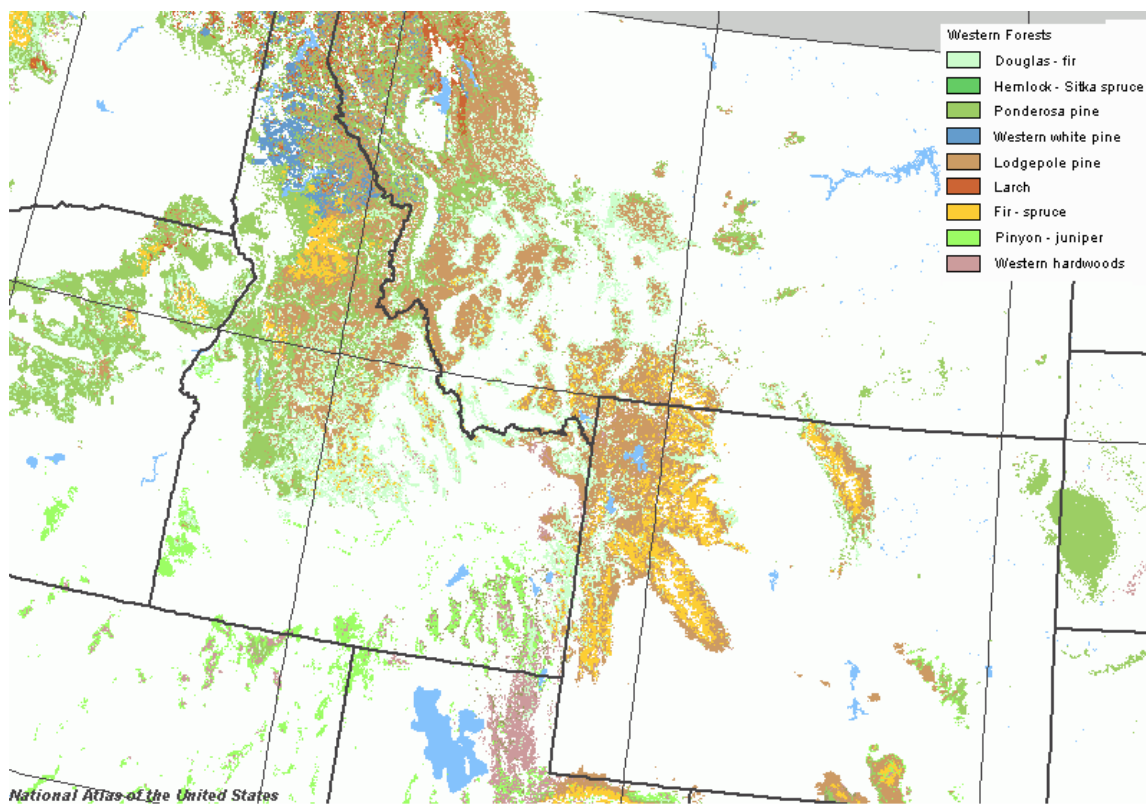 Western Forests
Douglas - fir
Hemlock - Sitka spruce
Ponderosa pine
Western white pine
Lodgepole pine
Larch
Fir - spruce
Pinyon - juniper
Western hardwoods
National Atlas of the United States